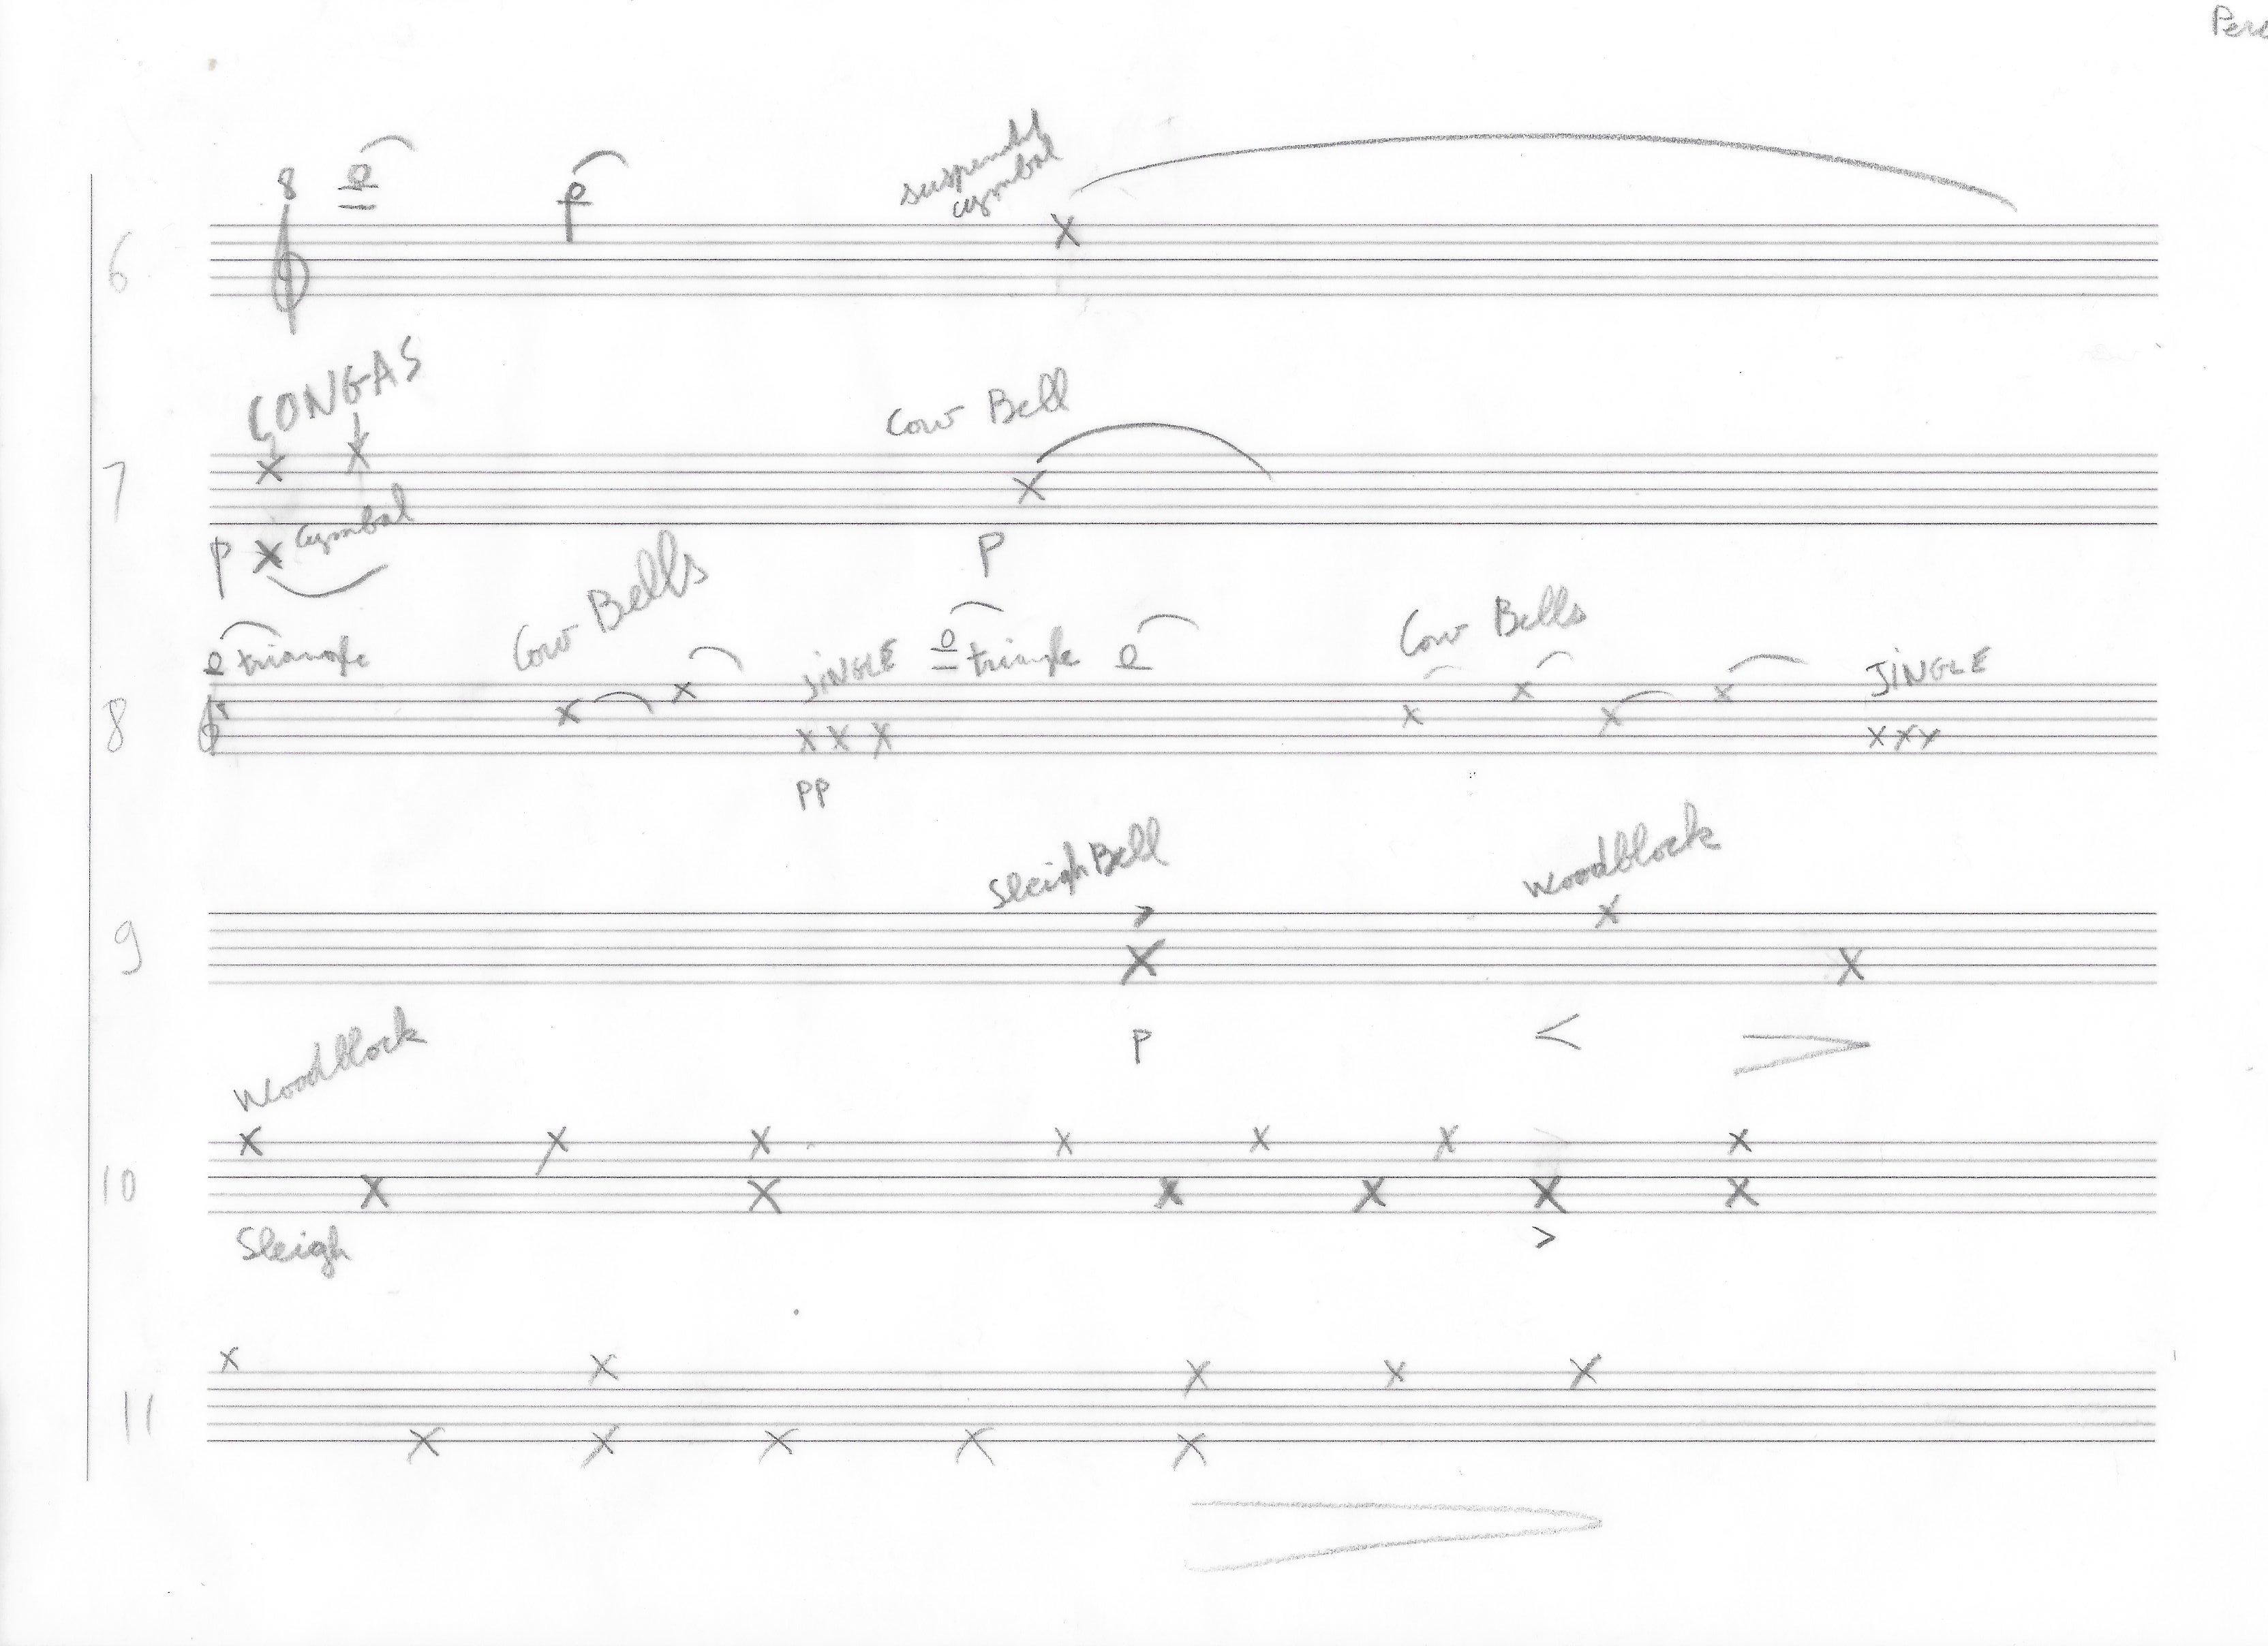 Perc
8
suspended
cymbal
6
CONGAS
Cow Bell
7
p
cymbal
P
Cow Bells
Cow Bells
triangle
JINGLE
triangle
JINGLE
8
pp
Sleigh Bell
woodblock
9
P
Woodblock
10
Sleigh
11